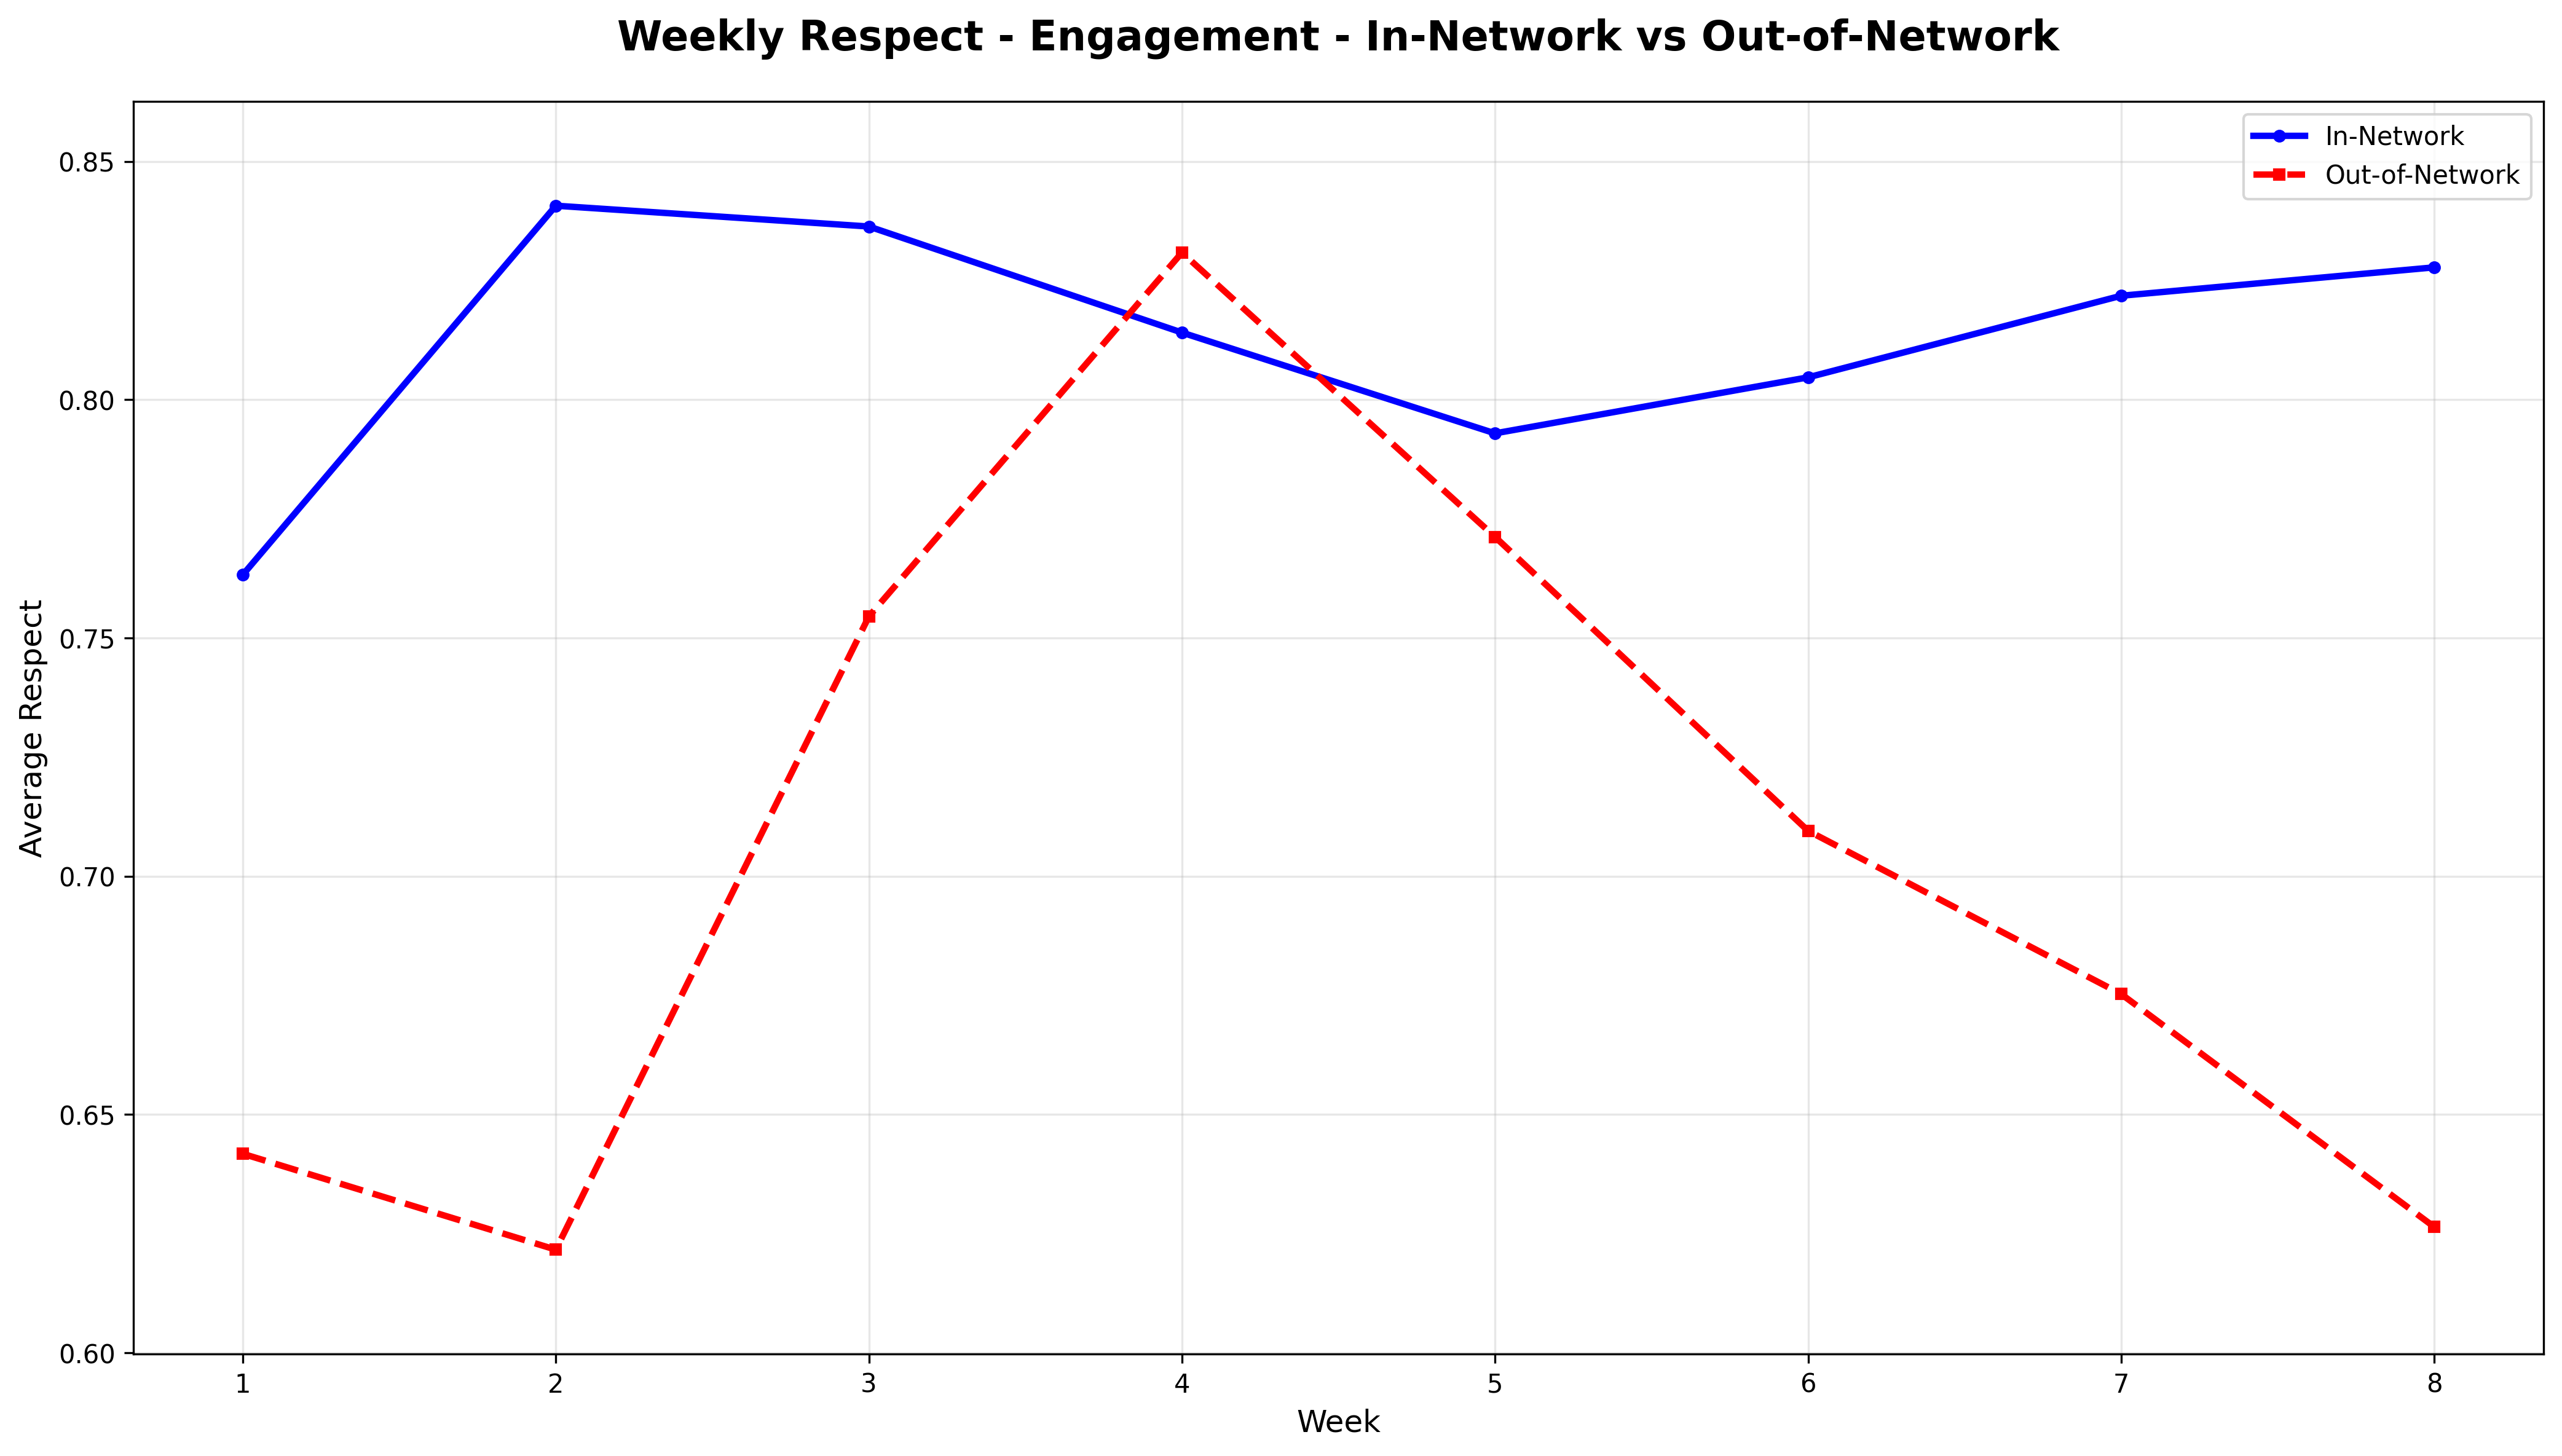 Weekly Respect - Engagement - In-Network vs Out-of-Network
In-Network
Out-of-Network
0.85
0.80
0.75
0.70
0.65
0.60
Average Respect
1 2 3 4 5 6 7 8
Week